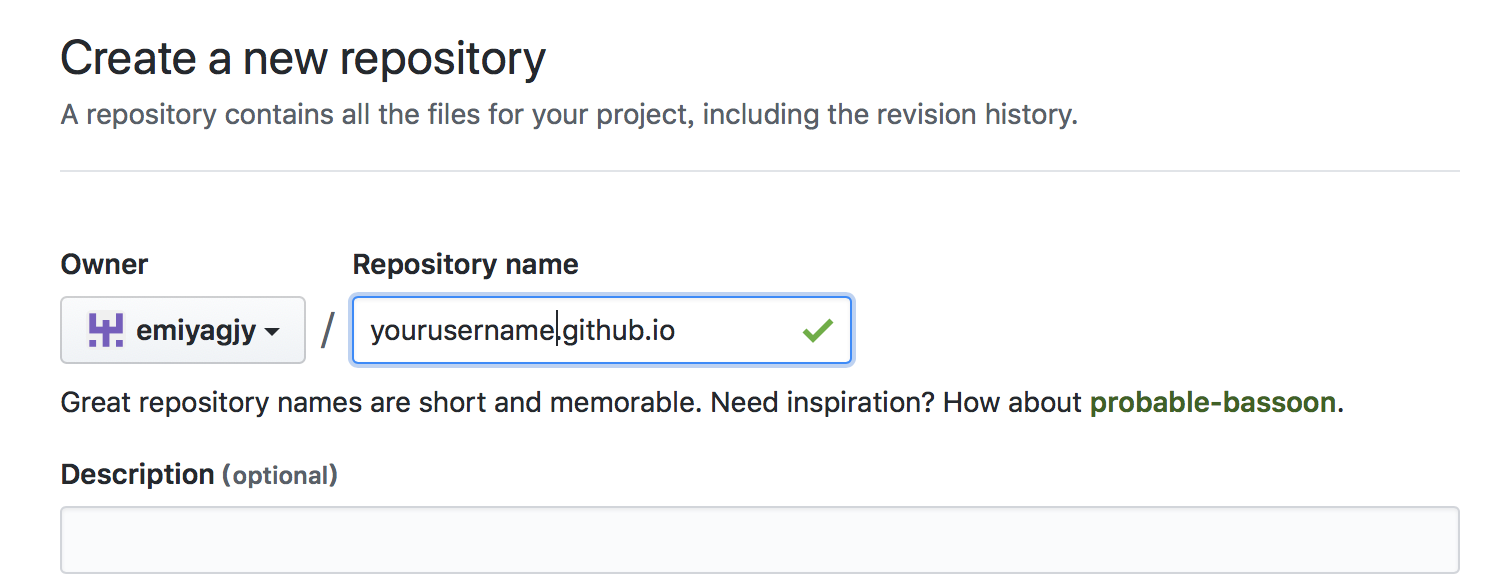 Create a new repository
A repository contains all the files for your project, including the revision history.
Owner Repository name
emiyagjy / yourusername.github.io
Great repository names are short and memorable. Need inspiration? How about probable-bassoon.
Description (optional)